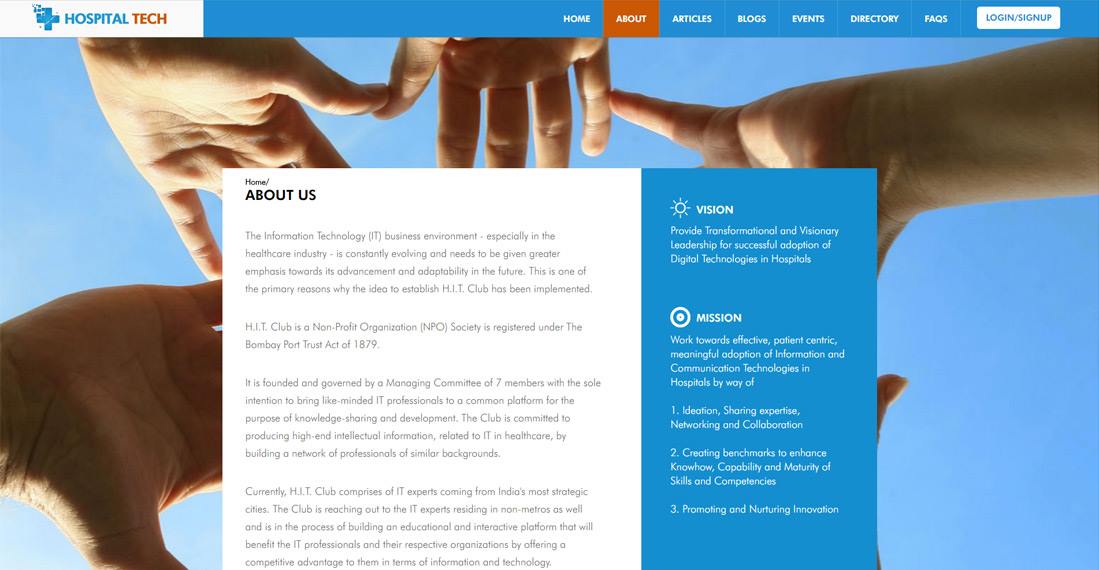 HOSPITAL TECH
HOME ABOUT ARTICLES BLOGS EVENTS DIRECTORY FAQS LOGIN/SIGNUP
Home/
ABOUT US
The Information Technology (IT) business environment - especially in the
healthcare industry - is constantly evolving and needs to be given greater
emphasis towards its advancement and adaptability in the future. This is one of
the primary reasons why the idea to establish H.I.T. Club has been implemented.
H.I.T. Club is a Non-Profit Organization (NPO) Society is registered under The
Bombay Port Trust Act of 1879.
It is founded and governed by a Managing Committee of 7 members with the sole
intention to bring like-minded IT professionals to a common platform for the
purpose of knowledge-sharing and development. The Club is committed to
producing high-end intellectual information, related to IT in healthcare, by
building a network of professionals of similar backgrounds.
Currently, H.I.T. Club comprises of IT experts coming from India's most strategic
cities. The Club is reaching out to the IT experts residing in non-metros as well
and is in the process of building an educational and interactive platform that will
benefit the IT professionals and their respective organizations by offering a
competitive advantage to them in terms of information and technology.
VISION
Provide Transformational and Visionary
Leadership for successful adoption of
Digital Technologies in Hospitals
MISSION
Work towards effective, patient centric,
meaningful adoption of Information and
Communication Technologies in
Hospitals by way of
1. Ideation, Sharing expertise,
Networking and Collaboration
2. Creating benchmarks to enhance
Knowhow, Capability and Maturity of
Skills and Competencies
3. Promoting and Nurturing Innovation